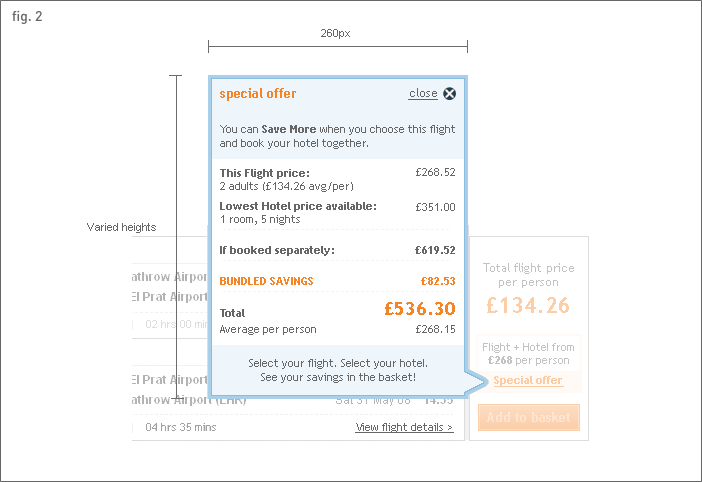 fig. 2
260px
Varied heights
special offer
close
You can Save More when you choose this flight
and book your hotel together.
This Flight price:
£268.52
2 adults (£134.26 avg/per)
Lowest Hotel price available:
£351.00
1 room, 5 nights
If booked separately:
£619.52
BUNDLED SAVINGS
£82.53
Total
£536.30
Average per person
£268.15
Select your flight. Select your hotel.
See your savings in the basket!
Airport
El Prat Airport
02 hrs 00
El Prat Airport
Airport (LHR)
Sat 31 May 08
14.55
04 hrs 35 mins
View flight details >
Total flight price
per person
£134.26
Flight + Hotel from
£268 per person
Special offer
Add to basket